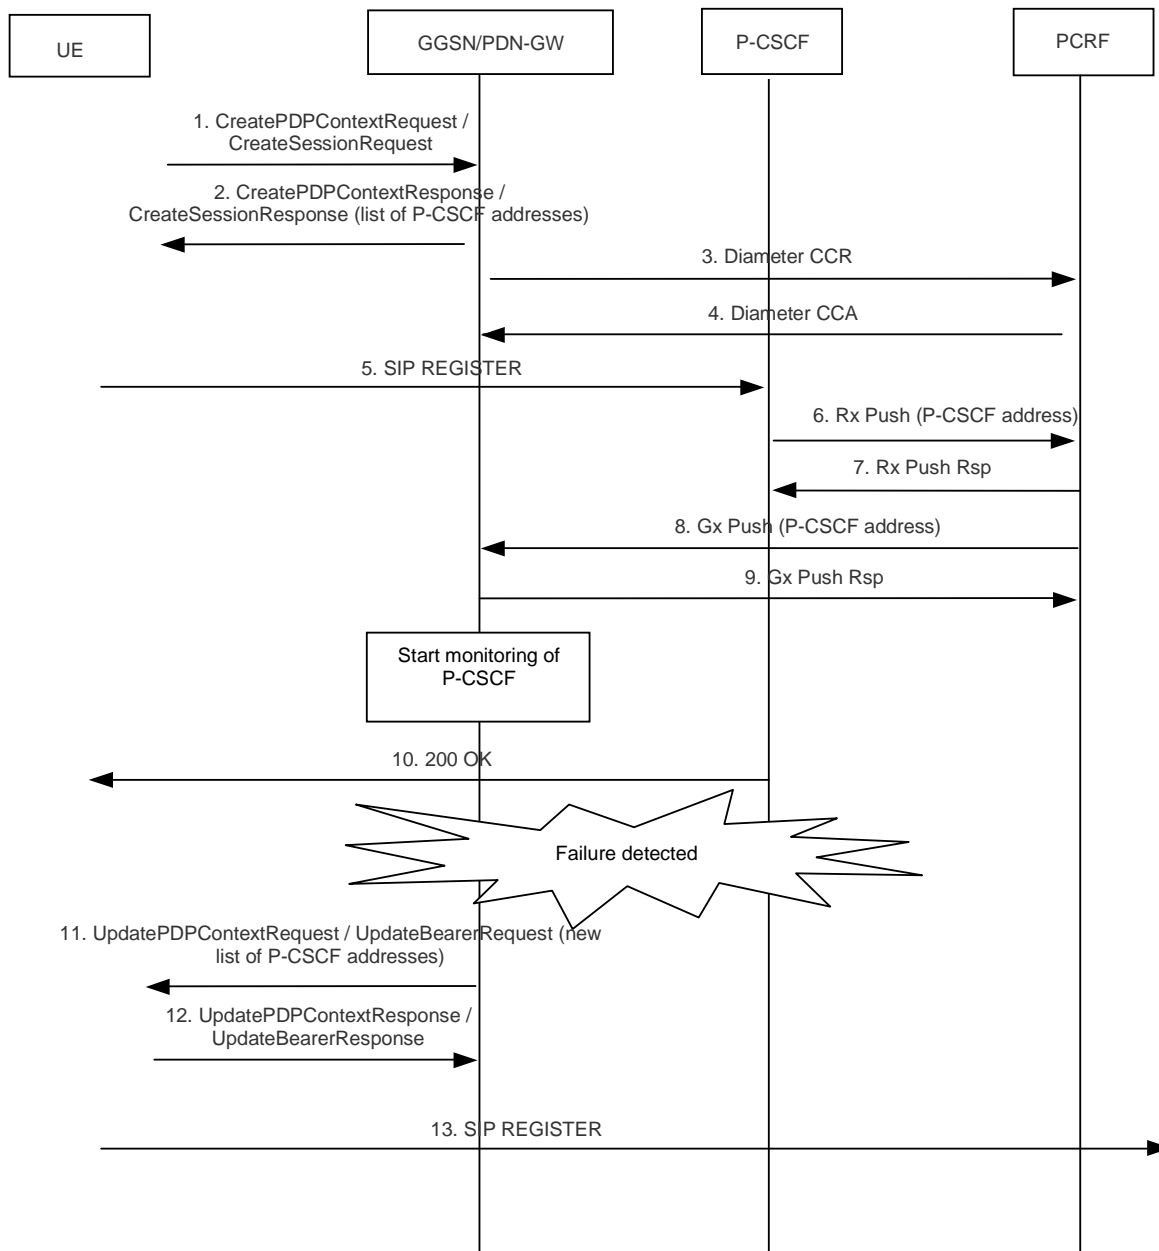 UE
GGSN/PDN-GW
P-CSCF
PCRF
1. CreatePDPContextRequest /
CreateSessionRequest
2. CreatePDPContextResponse /
CreateSessionResponse (list of P-CSCF addresses)
3. Diameter CCR
4. Diameter CCA
5. SIP REGISTER
6. Rx Push (P-CSCF address)
7. Rx Push Rsp
8. Gx Push (P-CSCF address)
9. Gx Push Rsp
Start monitoring of
P-CSCF
10. 200 OK
Failure detected
11. UpdatePDPContextRequest / UpdateBearerRequest (new
list of P-CSCF addresses)
12. UpdatePDPContextResponse /
UpdateBearerResponse
13. SIP REGISTER